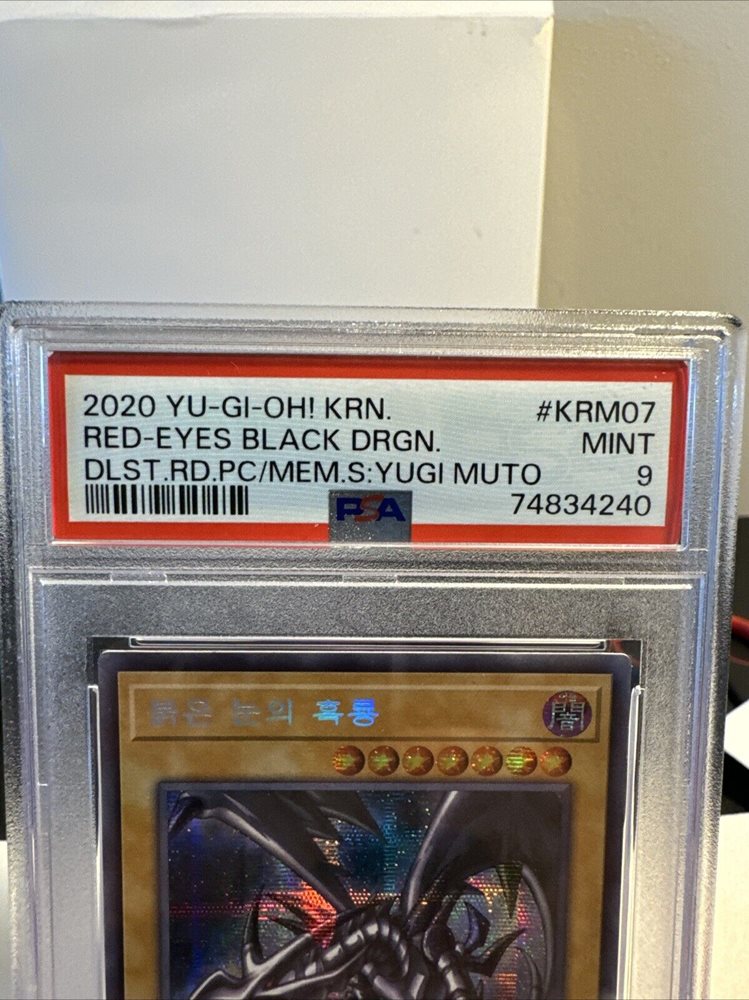 2020 YU-GI-OH! KRN. #KRM07
RED-EYES BLACK DRGN. MINT
DLST.RD.PC/MEM.S:YUGI MUTO 9
PSA 74834240
붉은 눈의 흑룡 闇